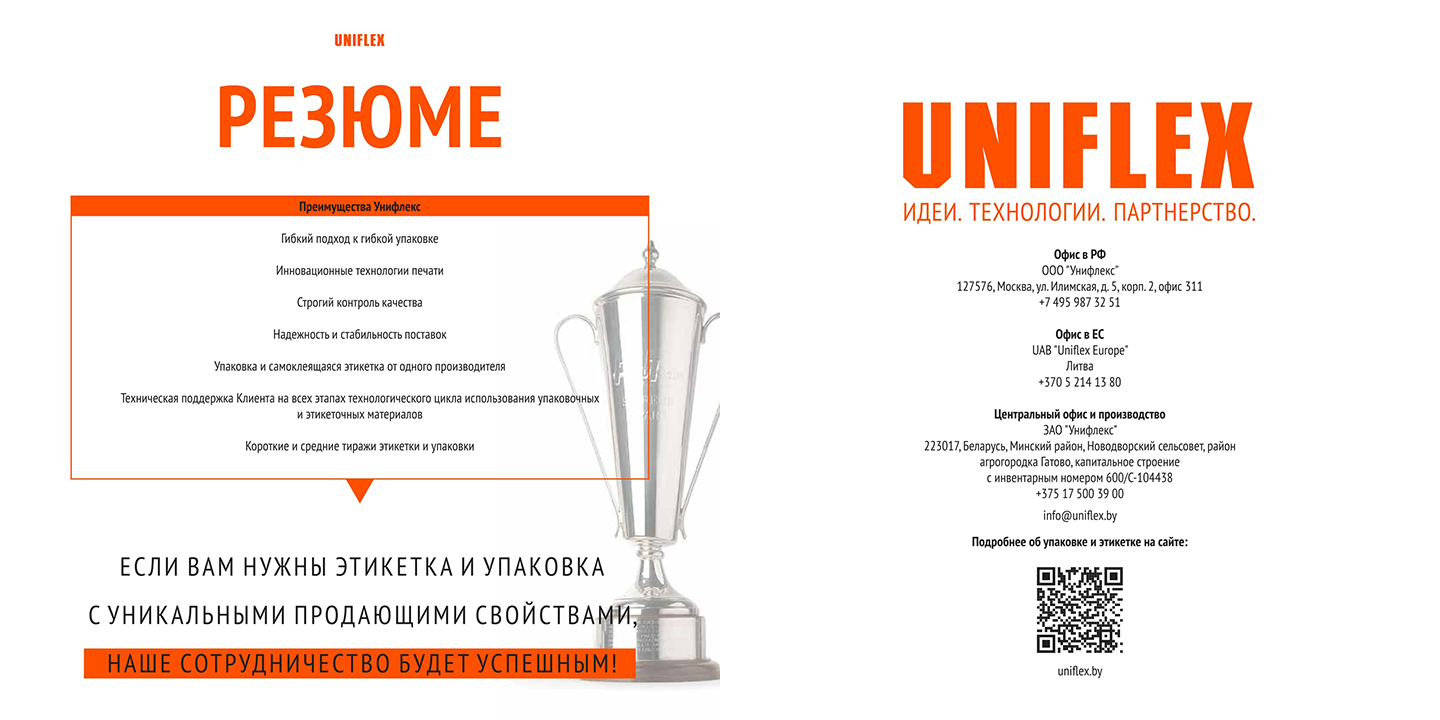 UNIFLEX
РЕЗЮМЕ
Преимущества Унифлекс
Гибкий подход к гибкой упаковке
Инновационные технологии печати
Строгий контроль качества
Надежность и стабильность поставок
Упаковка и самоклеящаяся этикетка от одного производителя
Техническая поддержка Клиента на всех этапах технологического цикла использования упаковочных
и этикеточных материалов
Короткие и средние тиражи этикетки и упаковки
ЕСЛИ ВАМ НУЖНЫ ЭТИКЕТКА И УПАКОВКА
С УНИКАЛЬНЫМИ ПРОДАЮЩИМИ СВОЙСТВАМИ,
НАШЕ СОТРУДНИЧЕСТВО БУДЕТ УСПЕШНЫМ!
UNIFLEX
ИДЕИ. ТЕХНОЛОГИИ. ПАРТНЕРСТВО.
Офис в РФ
ООО "Унифлекс"
127576, Москва, ул. Илимская, д. 5, корп. 2, офис 311
+7 495 987 32 51
Офис в ЕС
UAB "Uniflex Europe"
Литва
+370 5 214 13 80
Центральный офис и производство
ЗАО "Унифлекс"
223017, Беларусь, Минский район, Новодворский сельсовет, район
агрогородка Гатово, капитальное строение
с инвентарным номером 600/С-104438
+375 17 500 39 00
info@uniflex.by
Подробнее об упаковке и этикетке на сайте:
uniflex.by